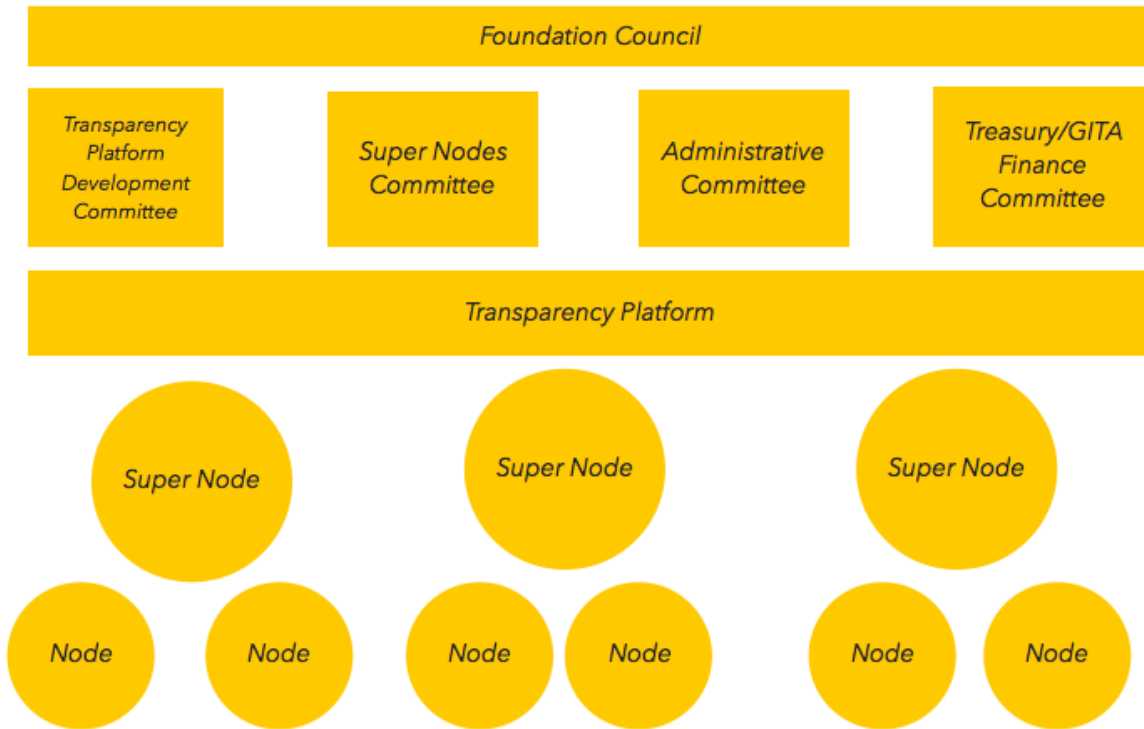 Foundation Council
Transparency
Platform
Development
Committee
Super Nodes
Committee
Administrative
Committee
Treasury/GITA
Finance
Committee
Transparency Platform
Super Node
Super Node
Super Node
Node
Node
Node
Node
Node
Node